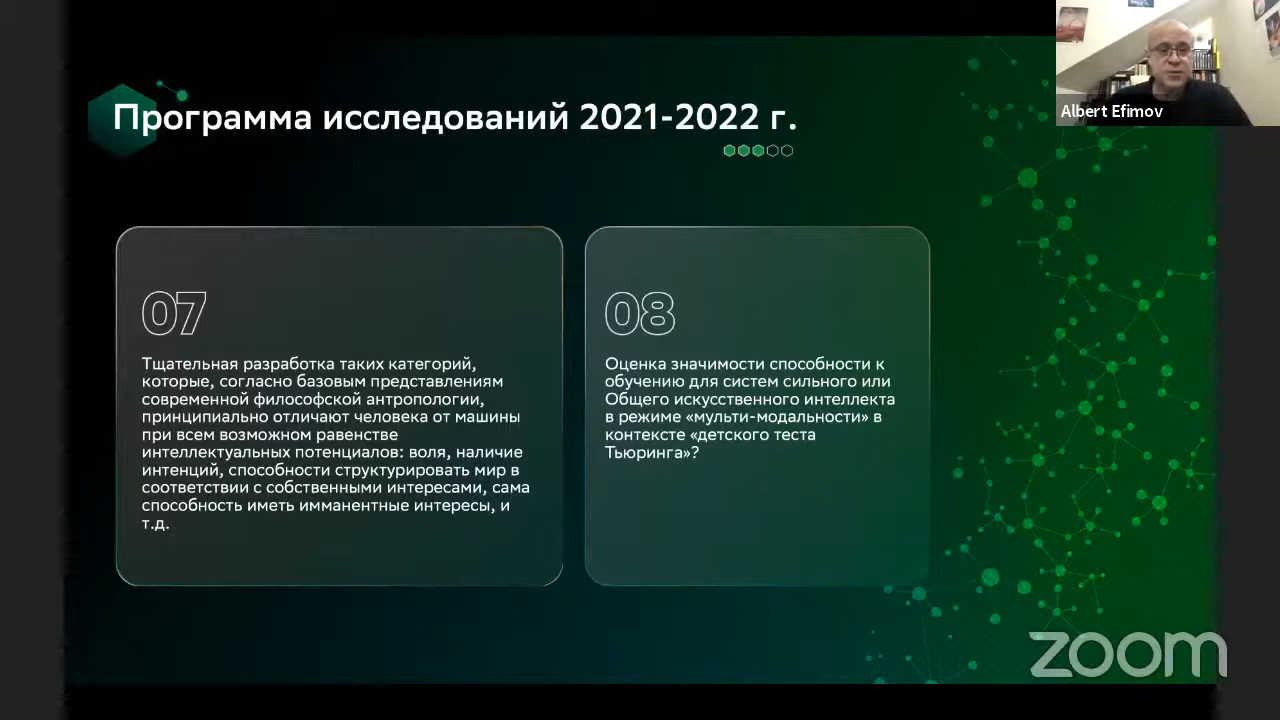 Программа исследований 2021-2022 г.
Albert Efimov
07
Тщательная разработка таких категорий,
которые, согласно базовым представлениям
современной философской антропологии,
принципиально отличают человека от машины
при всем возможном равенстве
интеллектуальных потенциалов: воля, наличие
интенций, способности структурировать мир в
соответствии с собственными интересами, сама
способность иметь имманентные интересы, и
т.д.
08
Оценка значимости способности к
обучению для систем сильного или
Общего искусственного интеллекта
в режиме «мульти-модальности» в
контексте «детского теста
Тьюринга»?
zoom